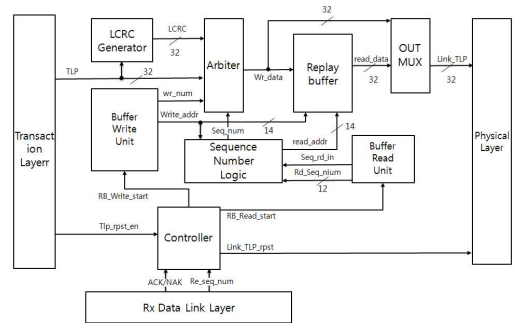 32
LCRC
Generator
LCRC
32
Arbiter
Replay
buffer
OUT
MUX
read_data
32
Link_TLP
32
Wr_data
TLP
32
wr_num
Write_addr
14
Buffer
Write
Unit
Transact
ion
Layerr
Physical
Layer
Seq_num
read_addr
14
Sequence
Number
Logic
Seq_rd_in
Rd_Seq_nium
12
Buffer
Read
Unit
RB_Write_start
RB_Read_start
Tlp_rpst_en
Controller
Link_TLP_rpst
ACK/NAK
Re_seq_num
Rx Data Link Layer